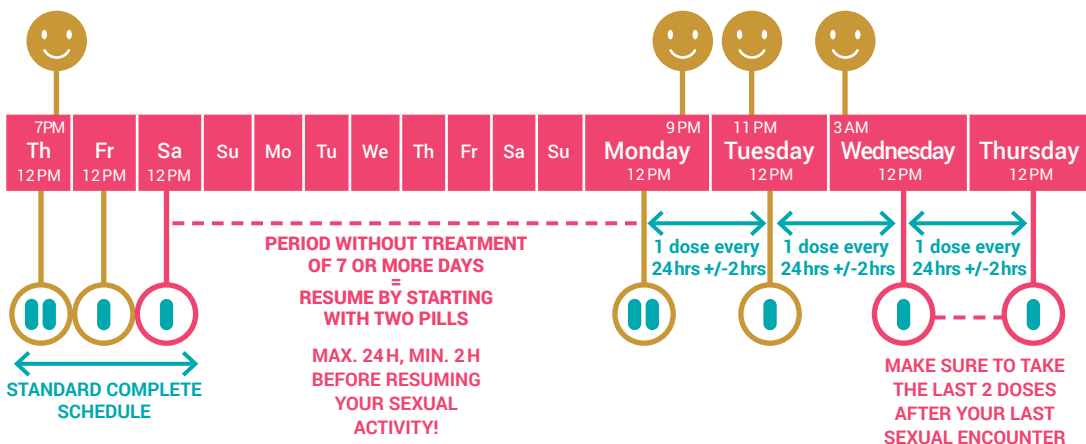 7PM
Th
12PM
Fr
12PM
Sa
12PM
Su
Mo
Tu
We
Th
Fr
Sa
Su
9PM
Monday
12PM
11PM
Tuesday
12PM
3AM
Wednesday
12PM
Thursday
12PM
STANDARD COMPLETE
SCHEDULE
PERIOD WITHOUT TREATMENT
OF 7 OR MORE DAYS
=
RESUME BY STARTING
WITH TWO PILLS
MAX. 24H, MIN. 2H
BEFORE RESUMING
YOUR SEXUAL
ACTIVITY!
1 dose every
24hrs +/-2hrs
1 dose every
24hrs +/-2hrs
1 dose every
24hrs +/-2hrs
MAKE SURE TO TAKE
THE LAST 2 DOSES
AFTER YOUR LAST
SEXUAL ENCOUNTER